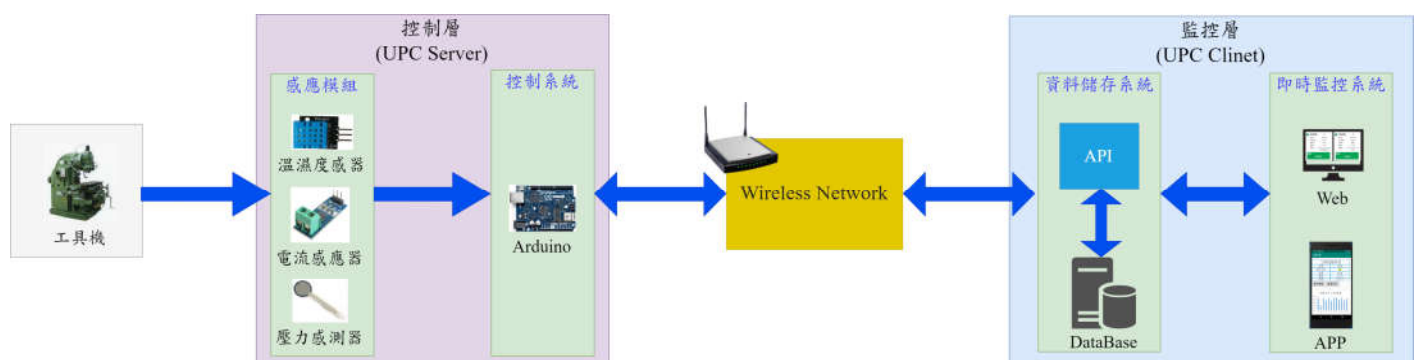 控制層
(UPC Server)
監控層
(UPC Clinet)
感應模組
控制系統
資料儲存系統
即時監控系統
溫濕度感器
電流感應器
壓力感測器
工具機
Arduino
Wireless Network
API
DataBase
Web
APP